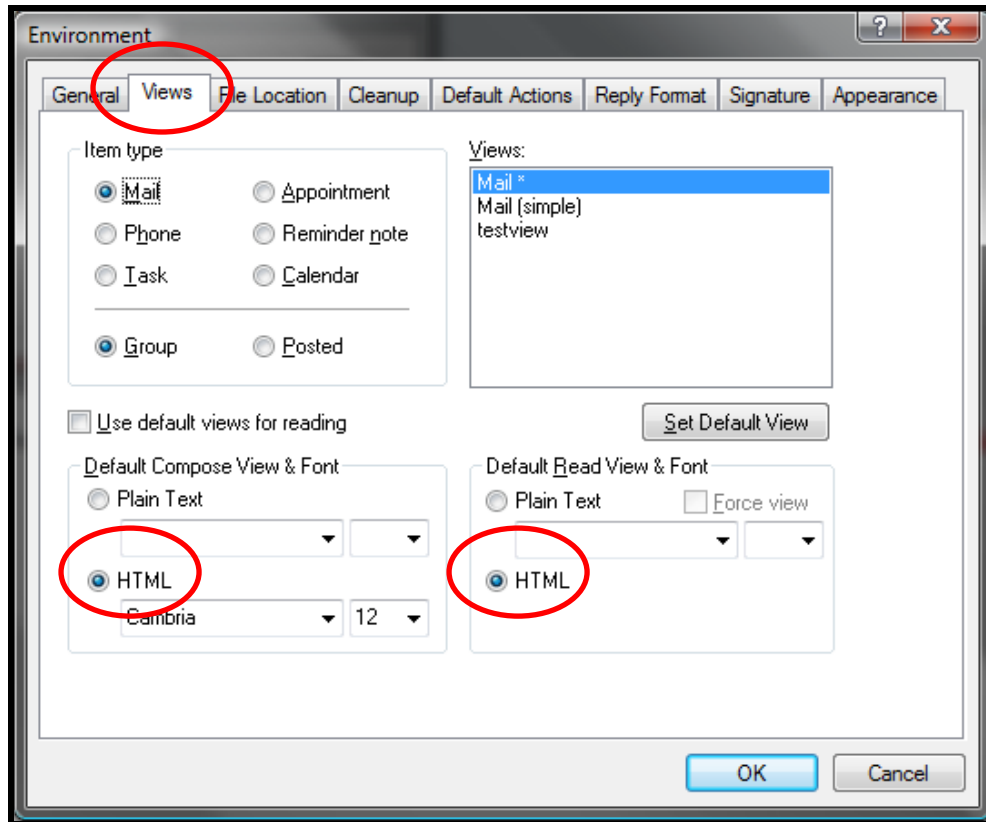 Environment
?
X
General Views File Location Cleanup Default Actions Reply Format Signature Appearance
Item type
Mail Appointment
Phone Reminder note
Task Calendar
Group Posted
Views:
Mail *
Mail (simple)
testview
Use default views for reading
Set Default View
Default Compose View & Font
Plain Text
HTML
Cambria 12
Default Read View & Font
Plain Text Force view
HTML
OK Cancel